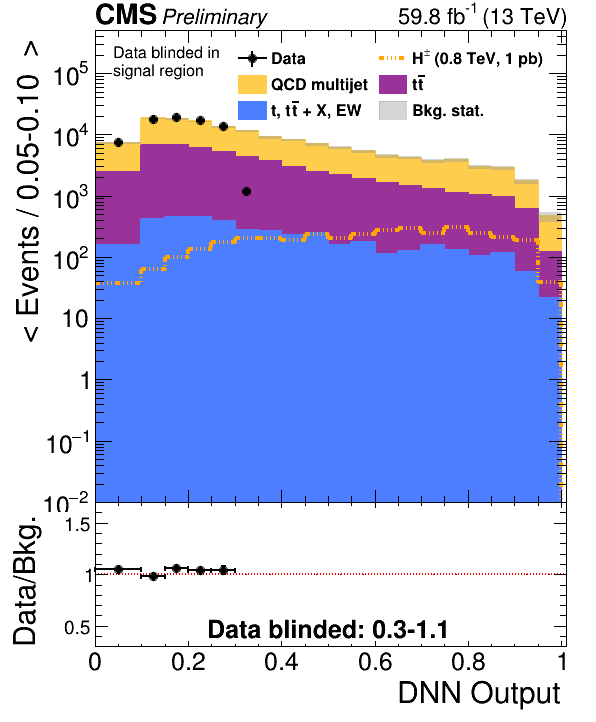 CMS Preliminary 59.8 fb⁻¹ (13 TeV)
Data blinded in
signal region
Data
H± (0.8 TeV, 1 pb)
QCD multijet
tt̄
t, tt̄ + X, EW
Bkg. stat.
< Events / 0.05-0.10 >
10⁵
10⁴
10³
10²
10
1
10⁻¹
10⁻²
Data/Bkg.
1.5
1
0.5
Data blinded: 0.3-1.1
0 0.2 0.4 0.6 0.8 1
DNN Output